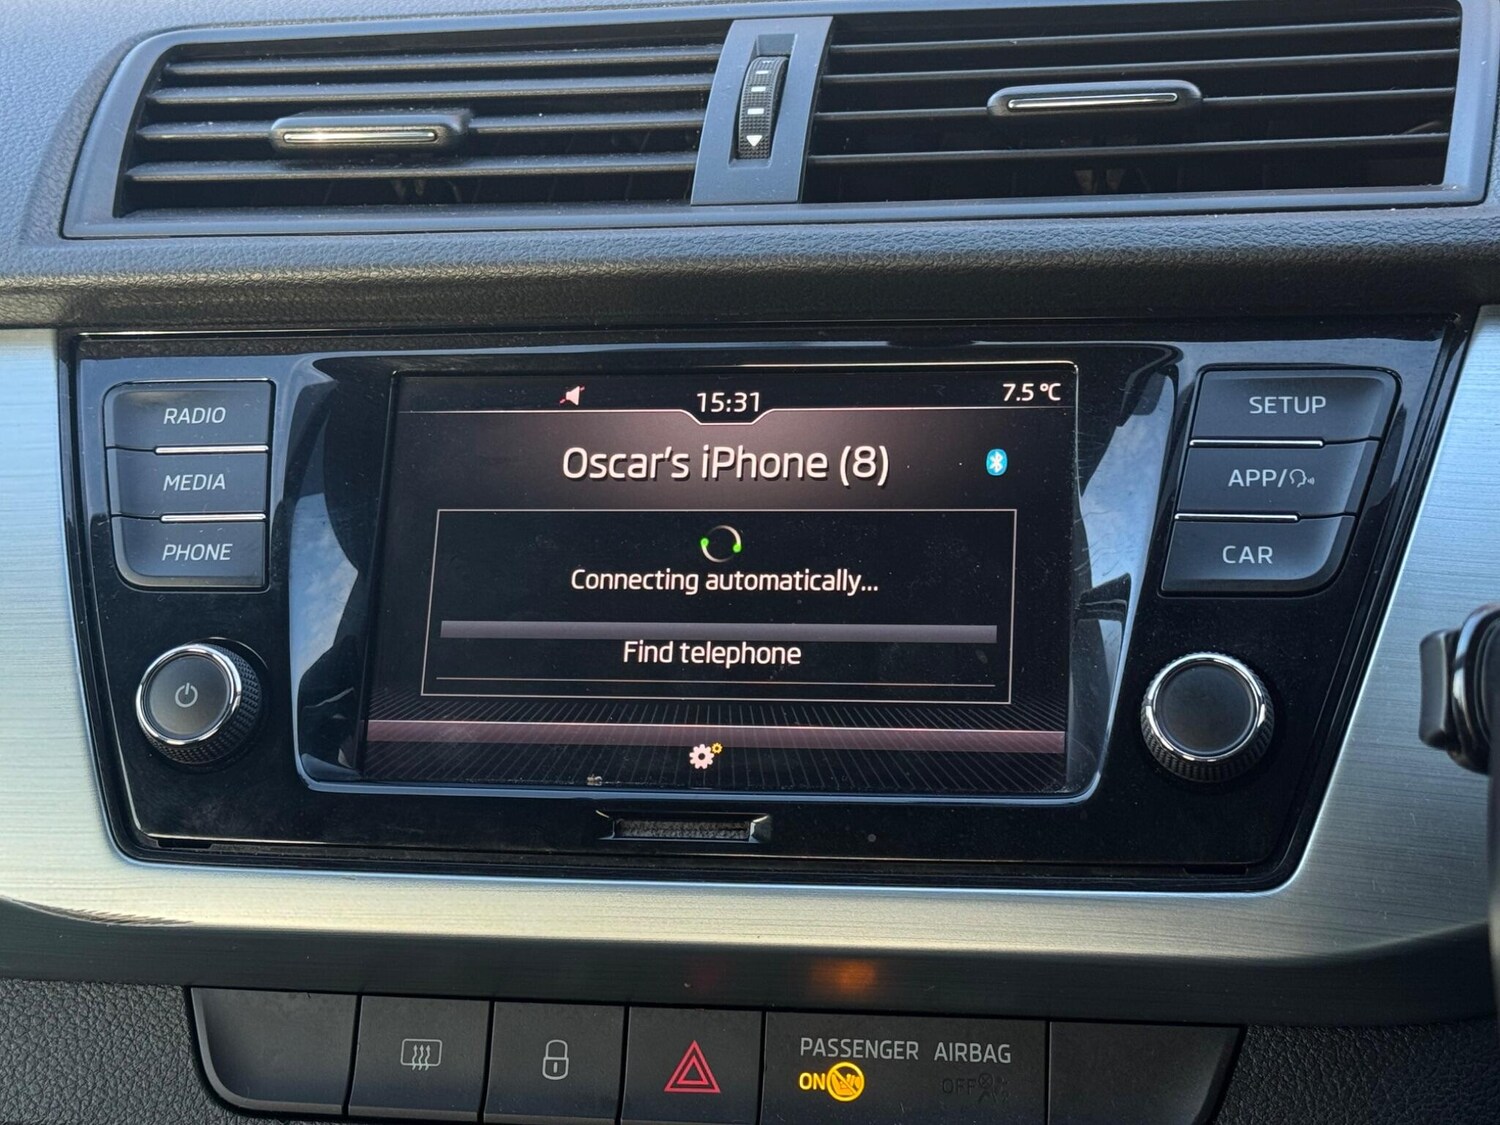 15:31
7.5 °C
RADIO
MEDIA
PHONE
Oscar's iPhone (8)
Connecting automatically...
Find telephone
SETUP
APP/
CAR
PASSENGER AIRBAG
ON
OFF